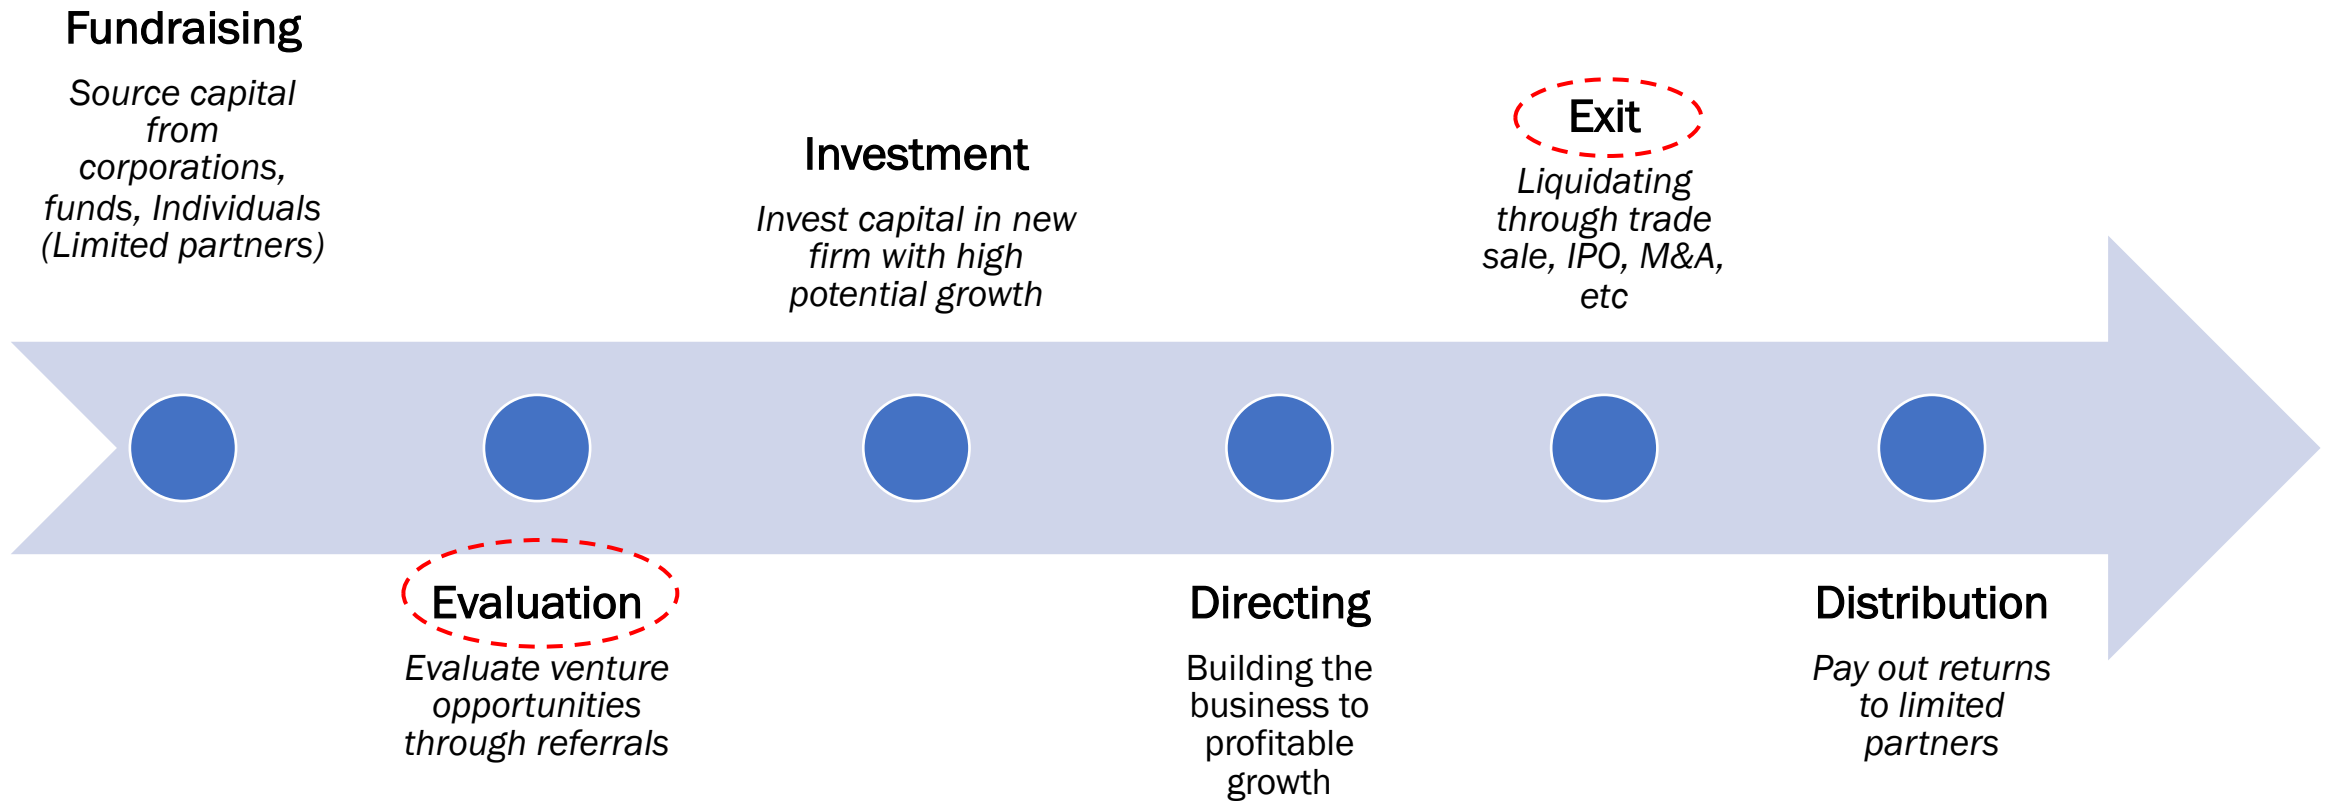 Fundraising
Source capital
from
corporations,
funds, Individuals
(Limited partners)
Evaluation
Evaluate venture
opportunities
through referrals
Investment
Invest capital in new
firm with high
potential growth
Directing
Building the
business to
profitable
growth
Exit
Liquidating
through trade
sale, IPO, M&A,
etc
Distribution
Pay out returns
to limited
partners